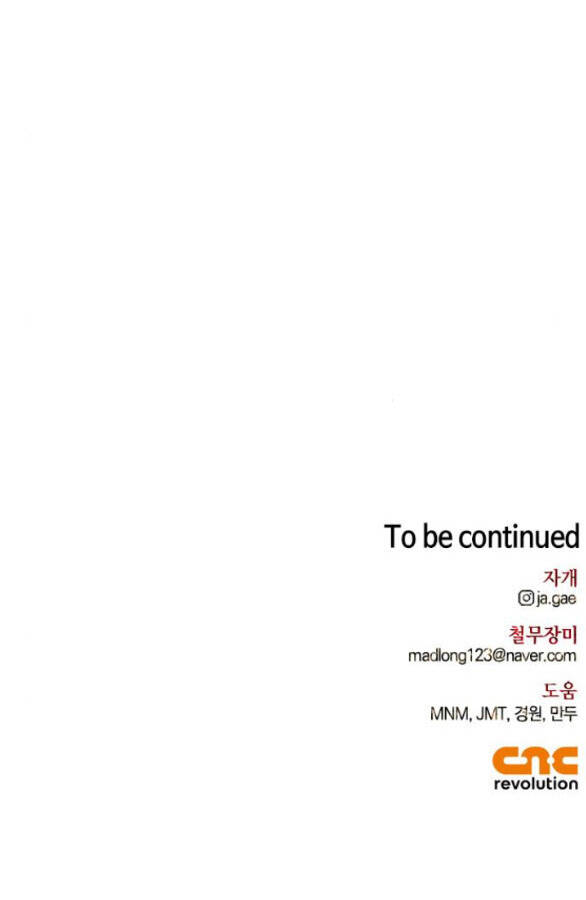 To be continued
자개
ja.gae
철무장미
madlong123@naver.com
도움
MNM, JMT, 경원, 만두
CNC
revolution